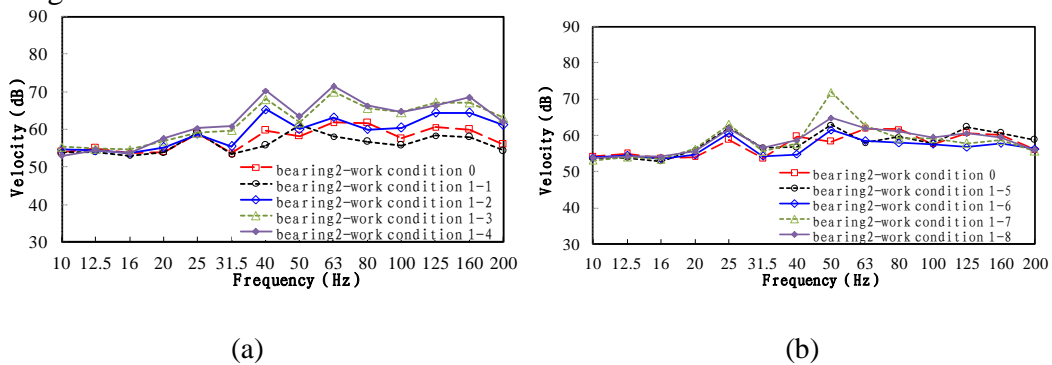 90
80
70
60
50
40
30
Velocity (dB)
bearing2-work condition 0
bearing2-work condition 1-1
bearing2-work condition 1-2
bearing2-work condition 1-3
bearing2-work condition 1-4
10 12.5 16 20 25 31.5 40 50 63 80 100 125 160 200
Frequency (Hz)
(a)
90
80
70
60
50
40
30
Velocity (dB)
bearing2-work condition 0
bearing2-work condition 1-5
bearing2-work condition 1-6
bearing2-work condition 1-7
bearing2-work condition 1-8
10 12.5 16 20 25 31.5 40 50 63 80 100 125 160 200
Frequency (Hz)
(b)